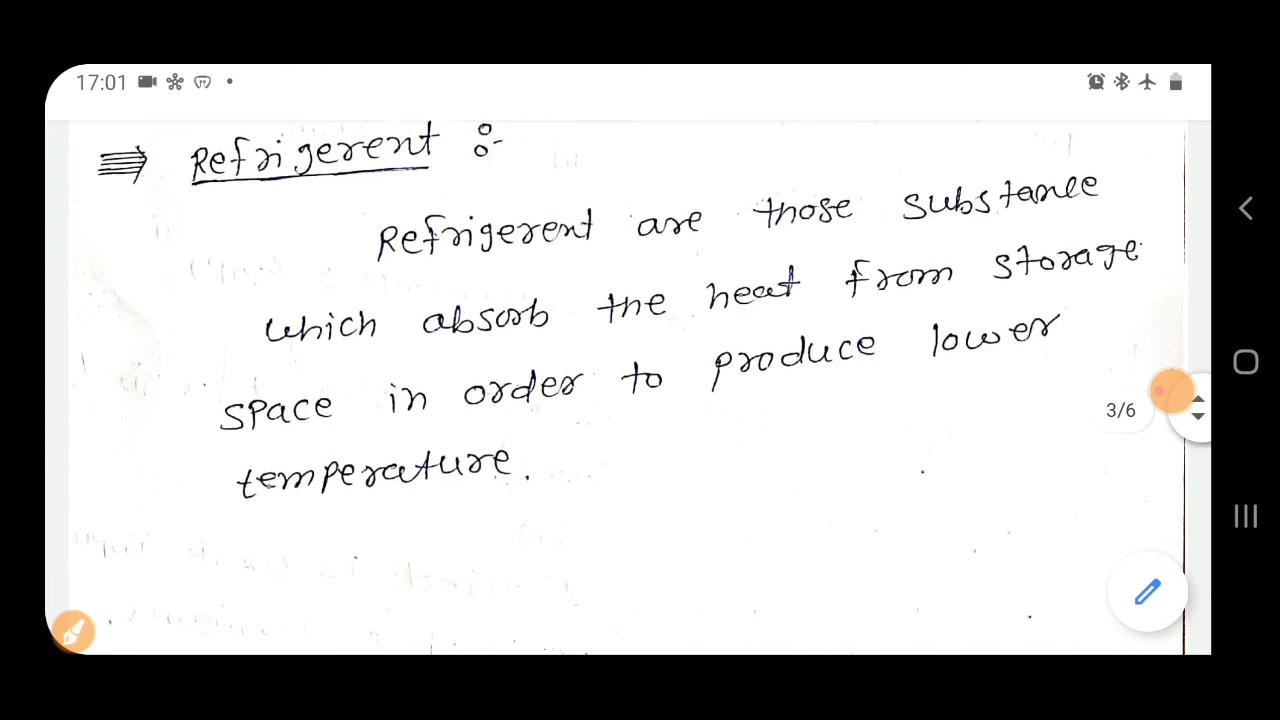 17:01
Refrigerent :-
Refrigerent are those substance
which absorb the heat from storage
space in order to produce lower
3/6
temperature.